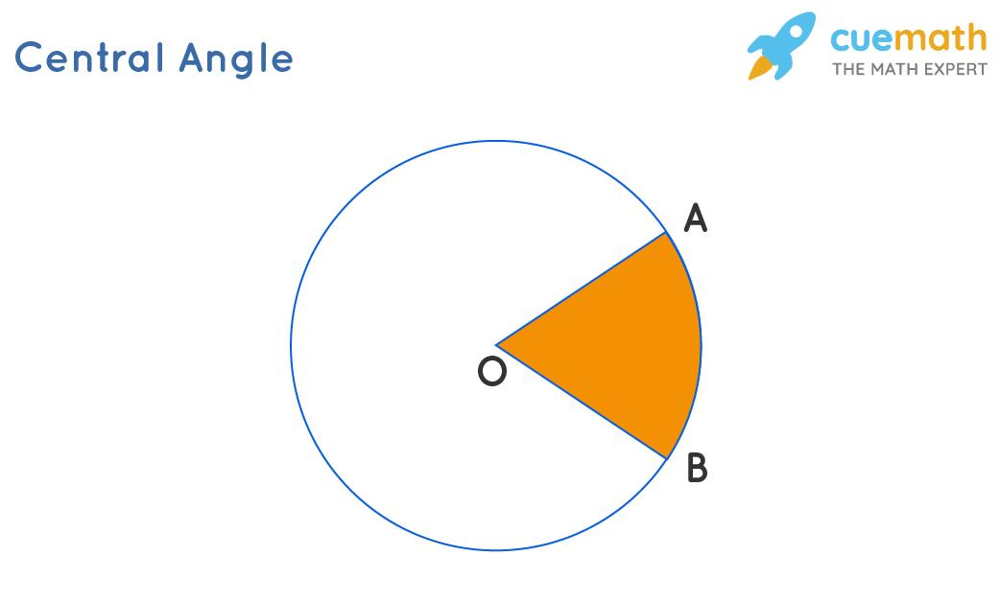 Central Angle
cuemath
THE MATH EXPERT
A
O
B